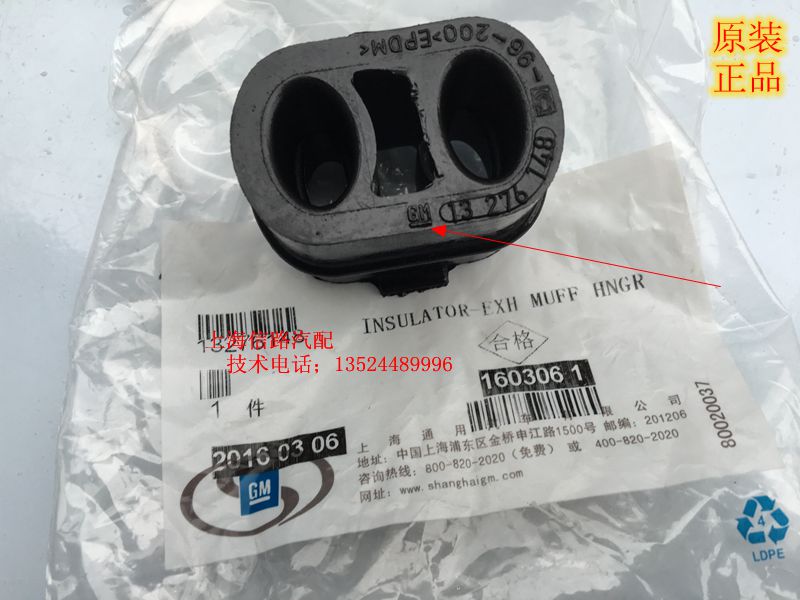 原装
正品
>EPDM<
96-200
GM 13 276 148
INSULATOR-EXH MUFF HNGR
13276148
上海信路汽配
技术电话；13524489996
合格
160306 1
1 件
2016 03 06
上 海 通 用 汽 车 有 限 公 司
地址：中国上海浦东区金桥申江路1500号 邮编：201206
咨询热线：800-820-2020（免费）或 400-820-2020
网址：www.shanghaigm.com
80020037
GM
4
LDPE